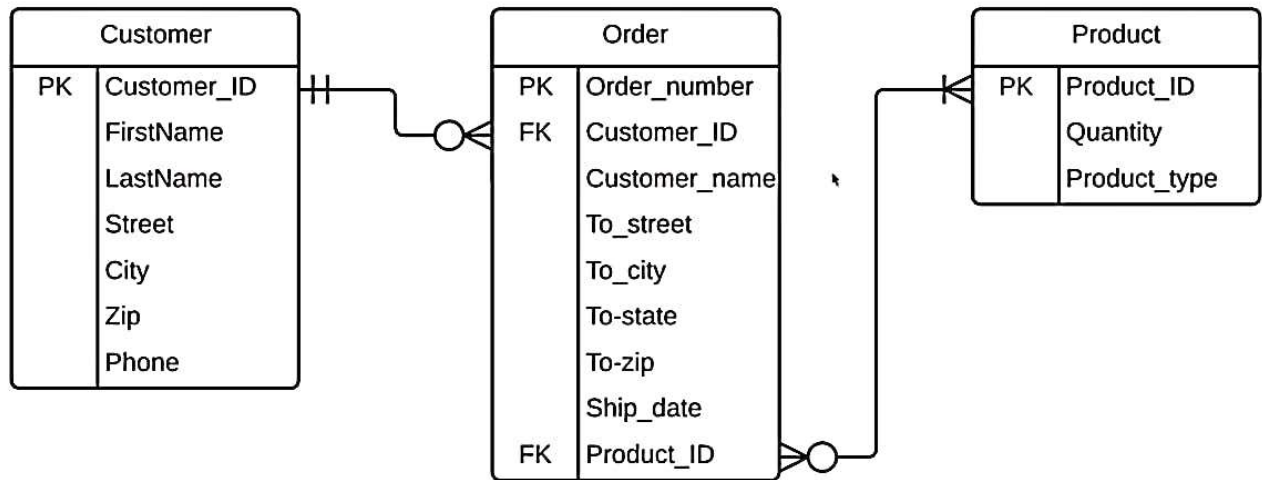 Customer
PK Customer_ID
FirstName
LastName
Street
City
Zip
Phone
Order
PK Order_number
FK Customer_ID
Customer_name
To_street
To_city
To-state
To-zip
Ship_date
FK Product_ID
Product
PK Product_ID
Quantity
Product_type